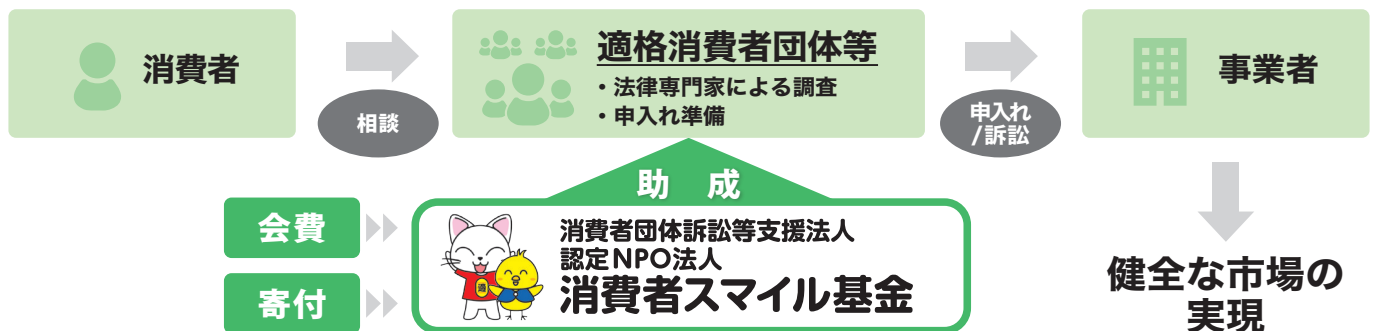 消費者
相談
適格消費者団体等
・法律専門家による調査
・申入れ準備
申入れ
/訴訟
事業者
助 成
会費
寄付
適
消費者団体訴訟等支援法人
認定NPO法人
消費者スマイル基金
健全な市場の
実現